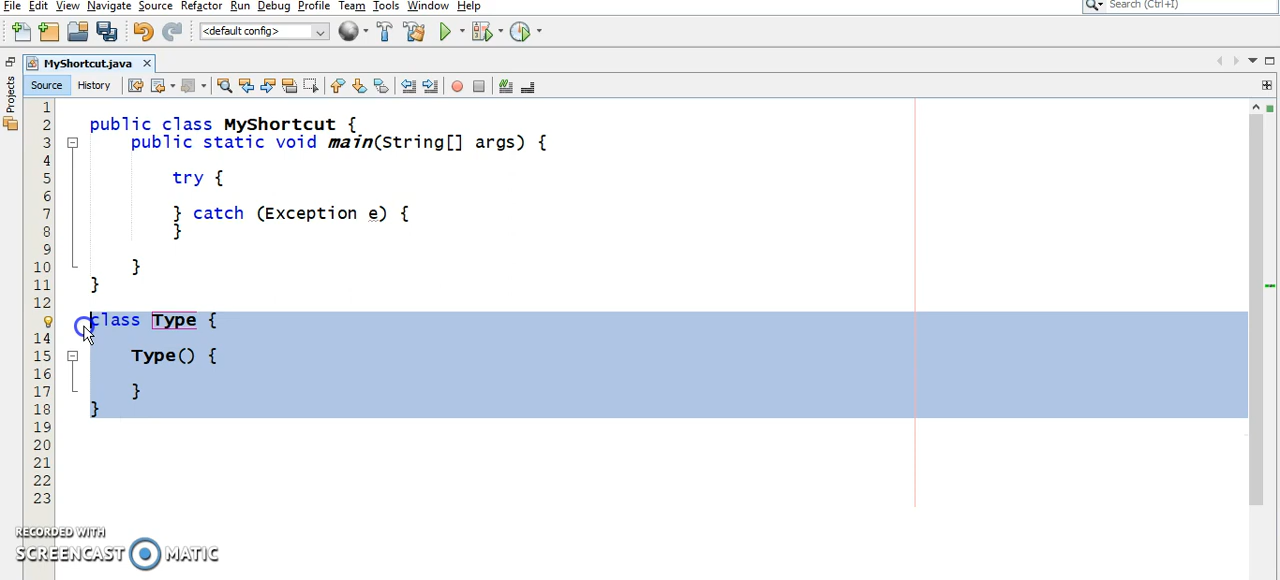 File Edit View Navigate Source Refactor Run Debug Profile Team Tools Window Help
Search (Ctrl+I)
<default config>
MyShortcut.java
Source History
Projects
1
2 public class MyShortcut {
3 public static void main(String[] args) {
4
5 try {
6
7 } catch (Exception e) {
8 }
9
10 }
11 }
12
class Type {
14
15 Type() {
16
17 }
18 }
19
20
21
22
23
RECORDED WITH
SCREENCAST MATIC